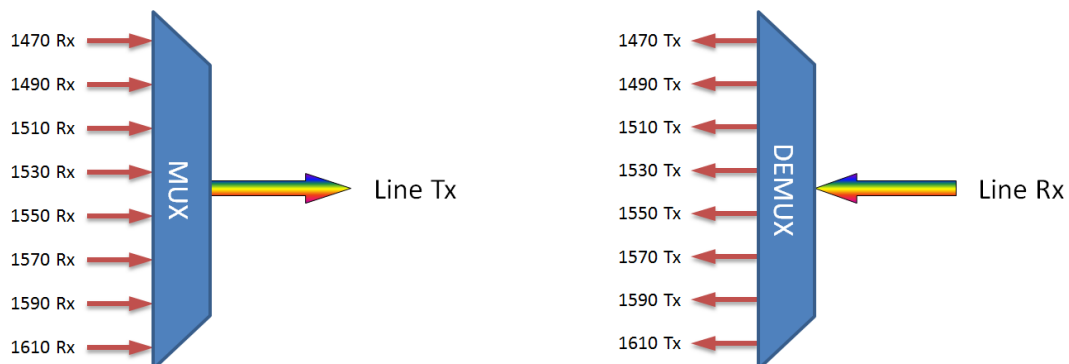 1470 Rx
1490 Rx
1510 Rx
1530 Rx
1550 Rx
1570 Rx
1590 Rx
1610 Rx
MUX
Line Tx
1470 Tx
1490 Tx
1510 Tx
1530 Tx
1550 Tx
1570 Tx
1590 Tx
1610 Tx
DEMUX
Line Rx